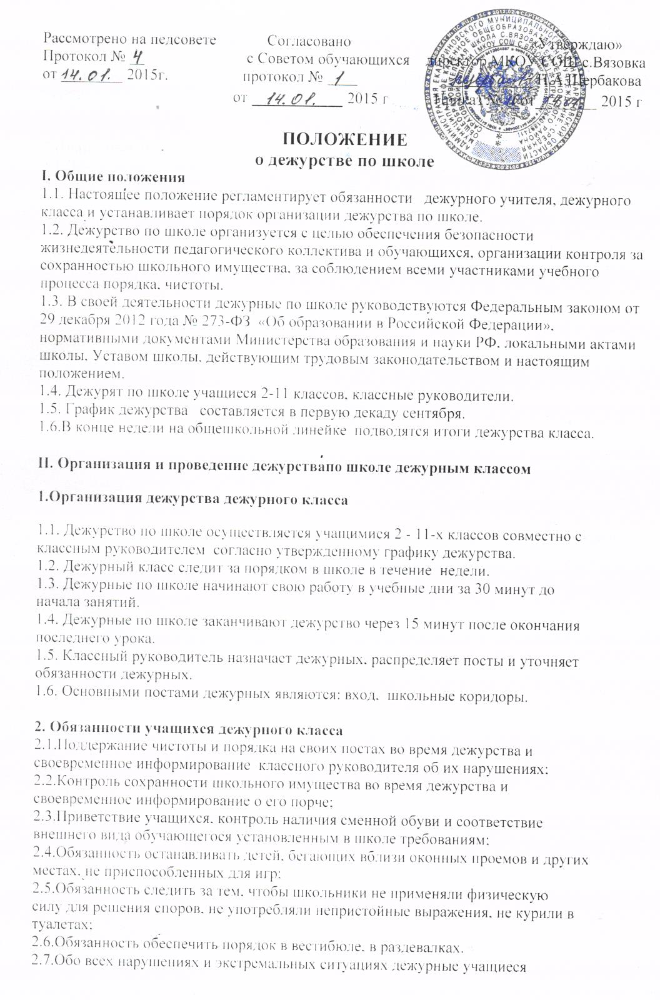 Рассмотрено на педсовете
Протокол № 4
от 14.01. 2015г.
Согласовано
с Советом обучающихся
протокол № 1
от 14.01. 2015 г
«Утверждаю»
директор МКОУ СОШ с.Вязовка
Н.А.Щербакова
Приказ № от 2015 г
ПОЛОЖЕНИЕ
о дежурстве по школе
I. Общие положения
1.1. Настоящее положение регламентирует обязанности дежурного учителя, дежурного
класса и устанавливает порядок организации дежурства по школе.
1.2. Дежурство по школе организуется с целью обеспечения безопасности
жизнедеятельности педагогического коллектива и обучающихся, организации контроля за
сохранностью школьного имущества, за соблюдением всеми участниками учебного
процесса порядка, чистоты.
1.3. В своей деятельности дежурные по школе руководствуются Федеральным законом от
29 декабря 2012 года № 273-ФЗ «Об образовании в Российской Федерации»,
нормативными документами Министерства образования и науки РФ, локальными актами
школы, Уставом школы, действующим трудовым законодательством и настоящим
положением.
1.4. Дежурят по школе учащиеся 2-11 классов, классные руководители.
1.5. График дежурства составляется в первую декаду сентября.
1.6.В конце недели на общешкольной линейке подводятся итоги дежурства класса.
II. Организация и проведение дежурствапо школе дежурным классом
1.Организация дежурства дежурного класса
1.1. Дежурство по школе осуществляется учащимися 2 - 11-х классов совместно с
классным руководителем согласно утвержденному графику дежурства.
1.2. Дежурный класс следит за порядком в школе в течение недели.
1.3. Дежурные по школе начинают свою работу в учебные дни за 30 минут до
начала занятий.
1.4. Дежурные по школе заканчивают дежурство через 15 минут после окончания
последнего урока.
1.5. Классный руководитель назначает дежурных, распределяет посты и уточняет
обязанности дежурных.
1.6. Основными постами дежурных являются: вход, школьные коридоры.
2. Обязанности учащихся дежурного класса
2.1.Поддержание чистоты и порядка на своих постах во время дежурства и
своевременное информирование классного руководителя об их нарушениях;
2.2.Контроль сохранности школьного имущества во время дежурства и
своевременное информирование о его порче;
2.3.Приветствие учащихся, контроль наличия сменной обуви и соответствие
внешнего вида обучающегося установленным в школе требованиям;
2.4.Обязанность останавливать детей, бегающих вблизи оконных проемов и других
местах, не приспособленных для игр;
2.5.Обязанность следить за тем, чтобы школьники не применяли физическую
силу для решения споров, не употребляли непристойные выражения, не курили в
туалетах;
2.6.Обязанность обеспечить порядок в вестибюле, в раздевалках.
2.7.Обо всех нарушениях и экстремальных ситуациях дежурные учащиеся